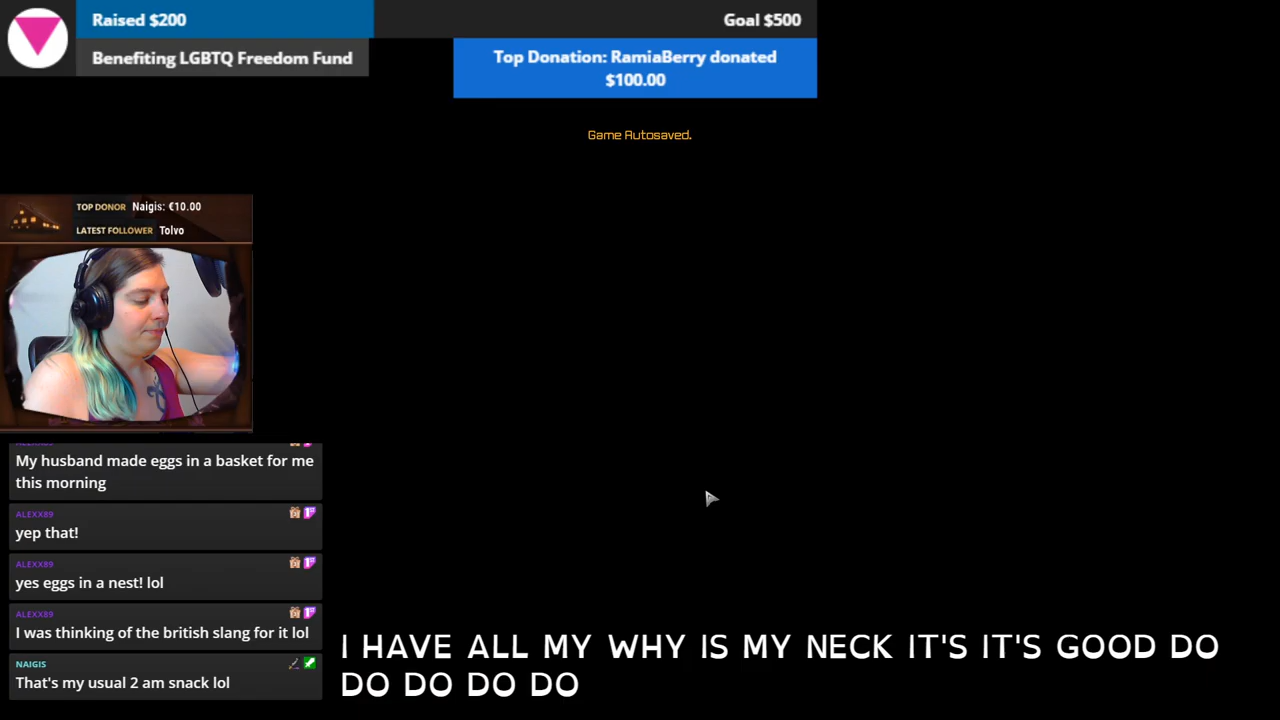 Raised $200
Goal $500
Benefiting LGBTQ Freedom Fund
Top Donation: RamiaBerry donated
$100.00
Game Autosaved.
TOP DONOR Naigis: €10.00
LATEST FOLLOWER Tolvo
My husband made eggs in a basket for me
this morning
ALEXX89
yep that!
ALEXX89
yes eggs in a nest! lol
ALEXX89
I was thinking of the british slang for it lol
NAIGIS
That's my usual 2 am snack lol
I HAVE ALL MY WHY IS MY NECK IT'S IT'S GOOD DO
DO DO DO DO